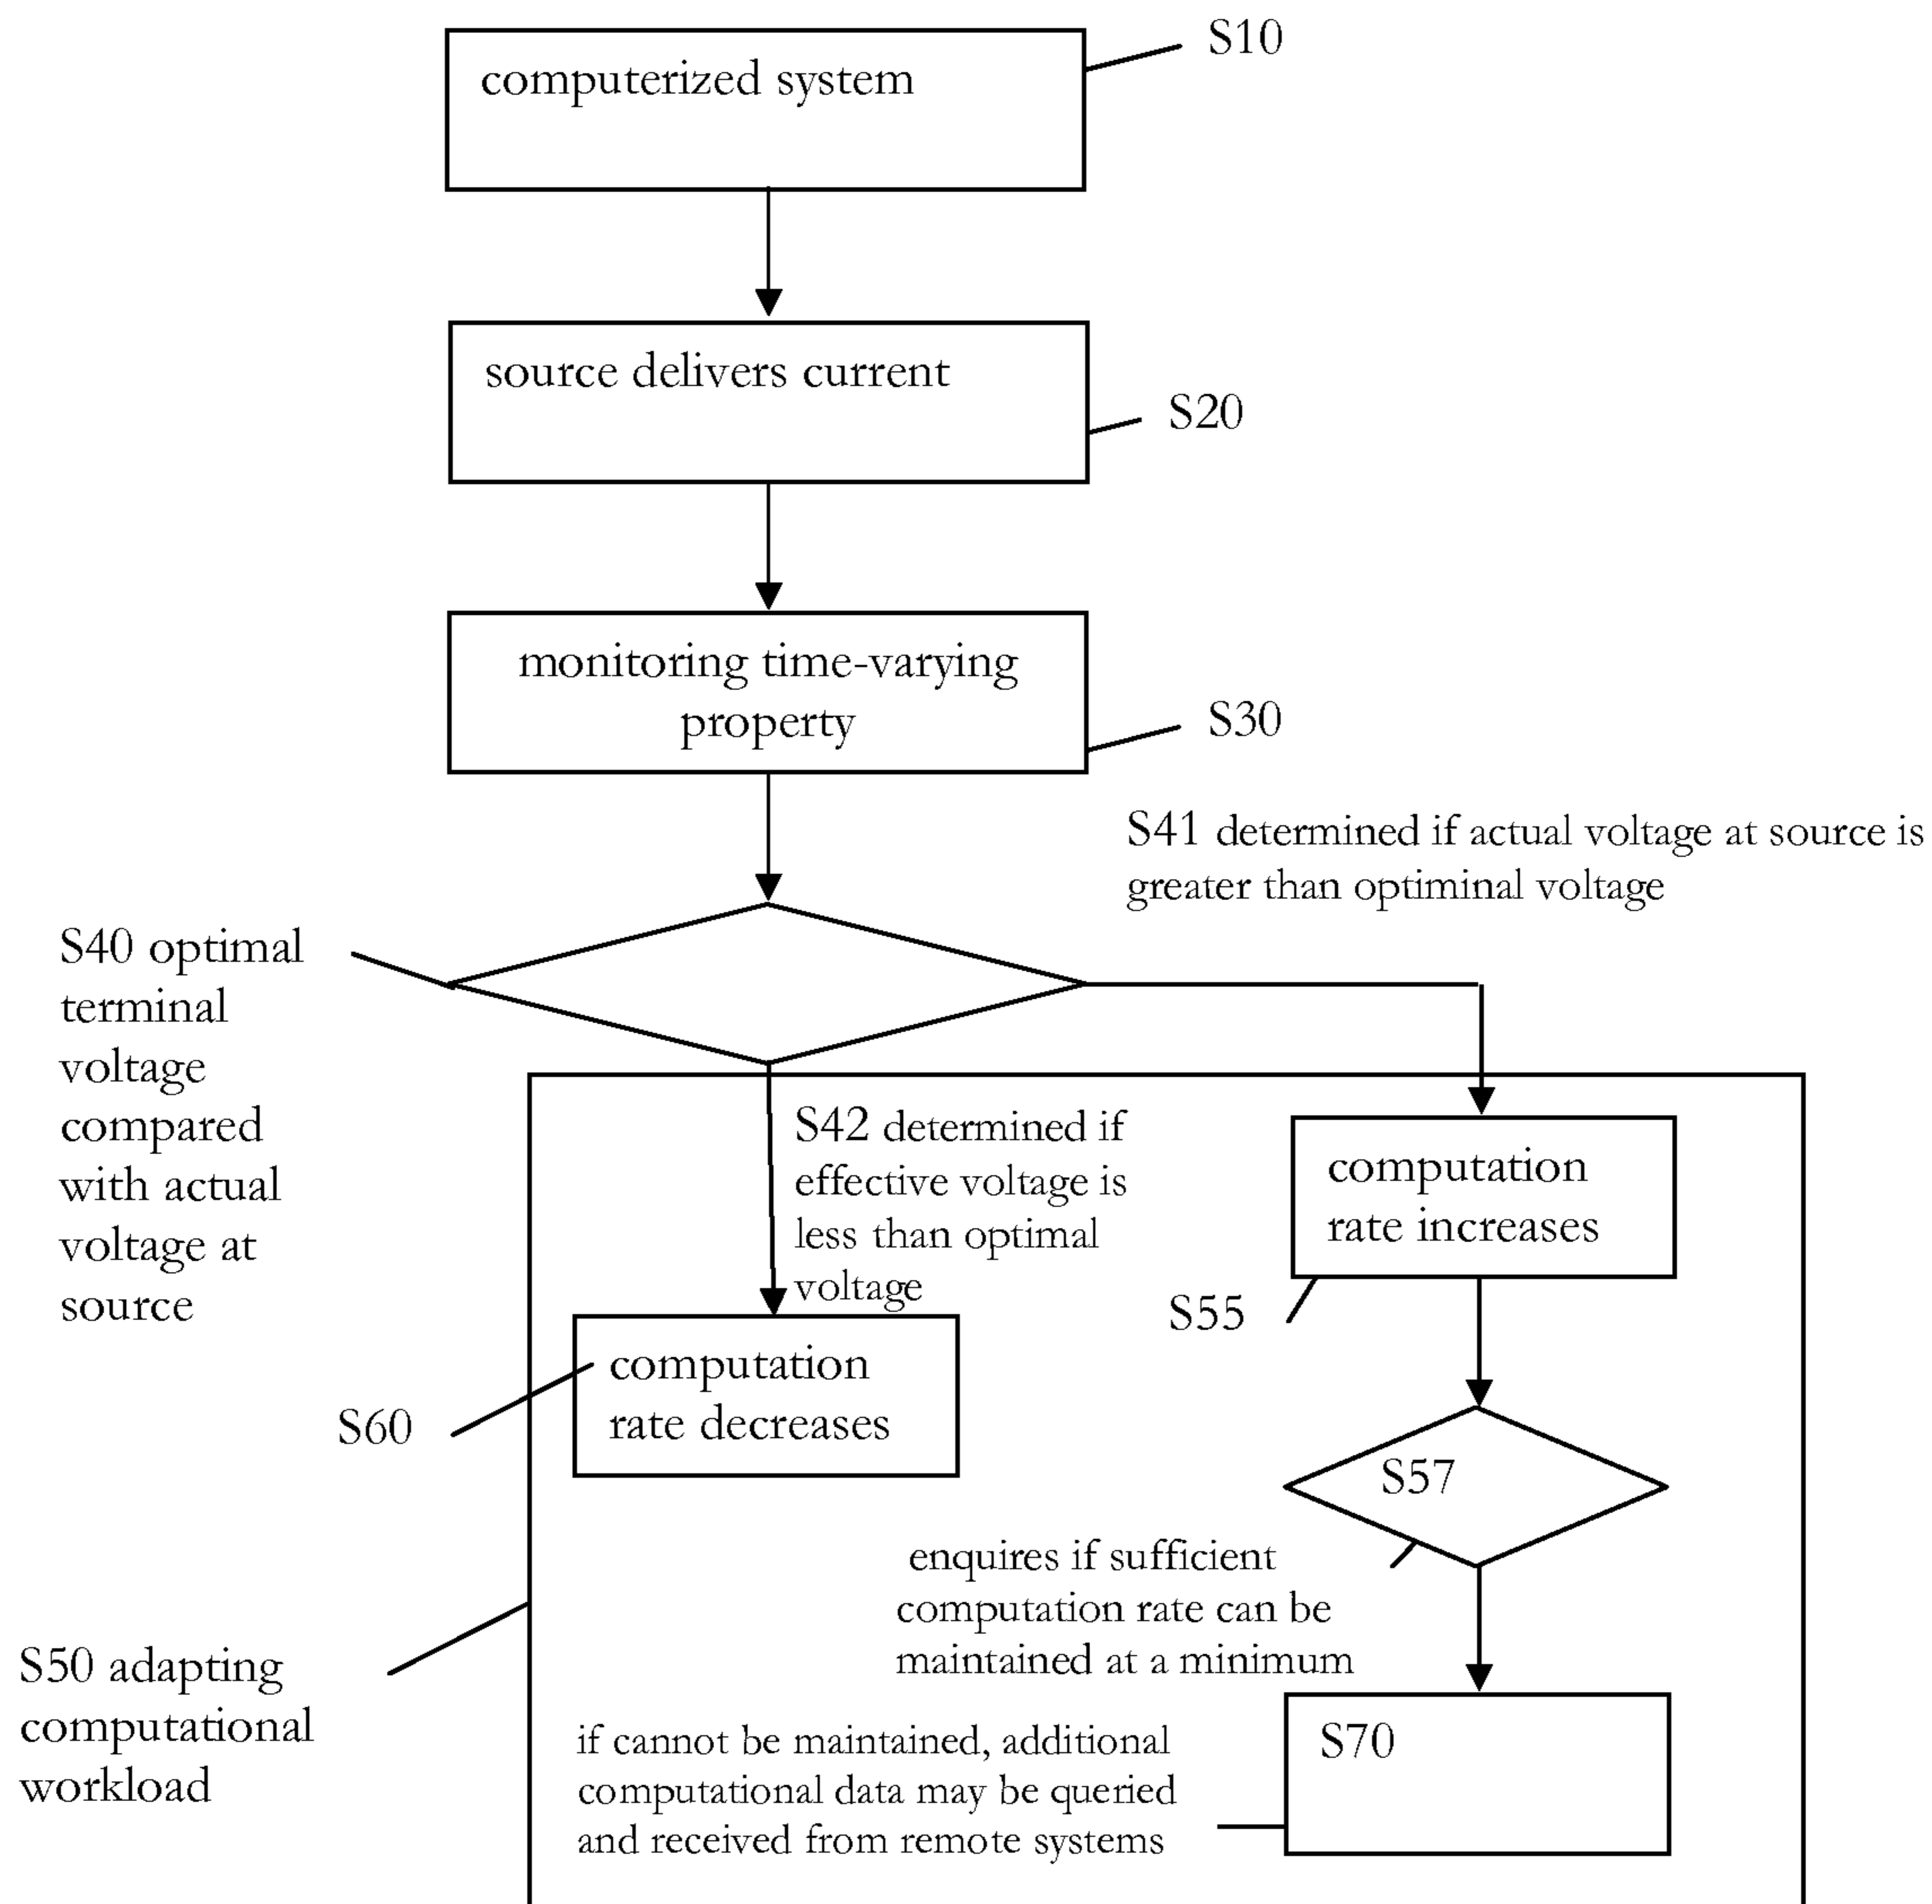 computerized system
S10
source delivers current
S20
monitoring time-varying
property
S30
S41 determined if actual voltage at source is
greater than optiminal voltage
S40 optimal
terminal
voltage
compared
with actual
voltage at
source
S42 determined if
effective voltage is
less than optimal
voltage
computation
rate increases
S55
computation
rate decreases
S60
S57
enquires if sufficient
computation rate can be
maintained at a minimum
S50 adapting
computational
workload
if cannot be maintained, additional
computational data may be queried
and received from remote systems
S70